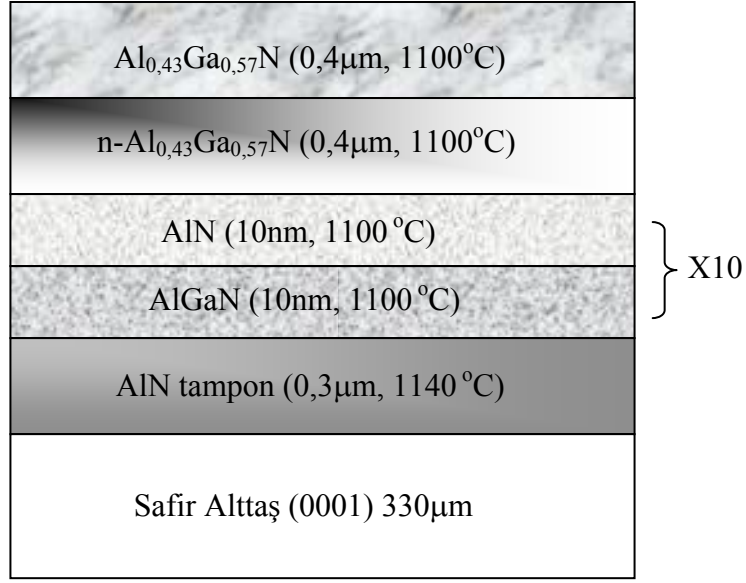 Al₀,₄₃Ga₀,₅₇N (0,4μm, 1100°C)
n-Al₀,₄₃Ga₀,₅₇N (0,4μm, 1100°C)
AlN (10nm, 1100 °C)
X10
AlGaN (10nm, 1100 °C)
AlN tampon (0,3μm, 1140 °C)
Safir Alttaş (0001) 330μm